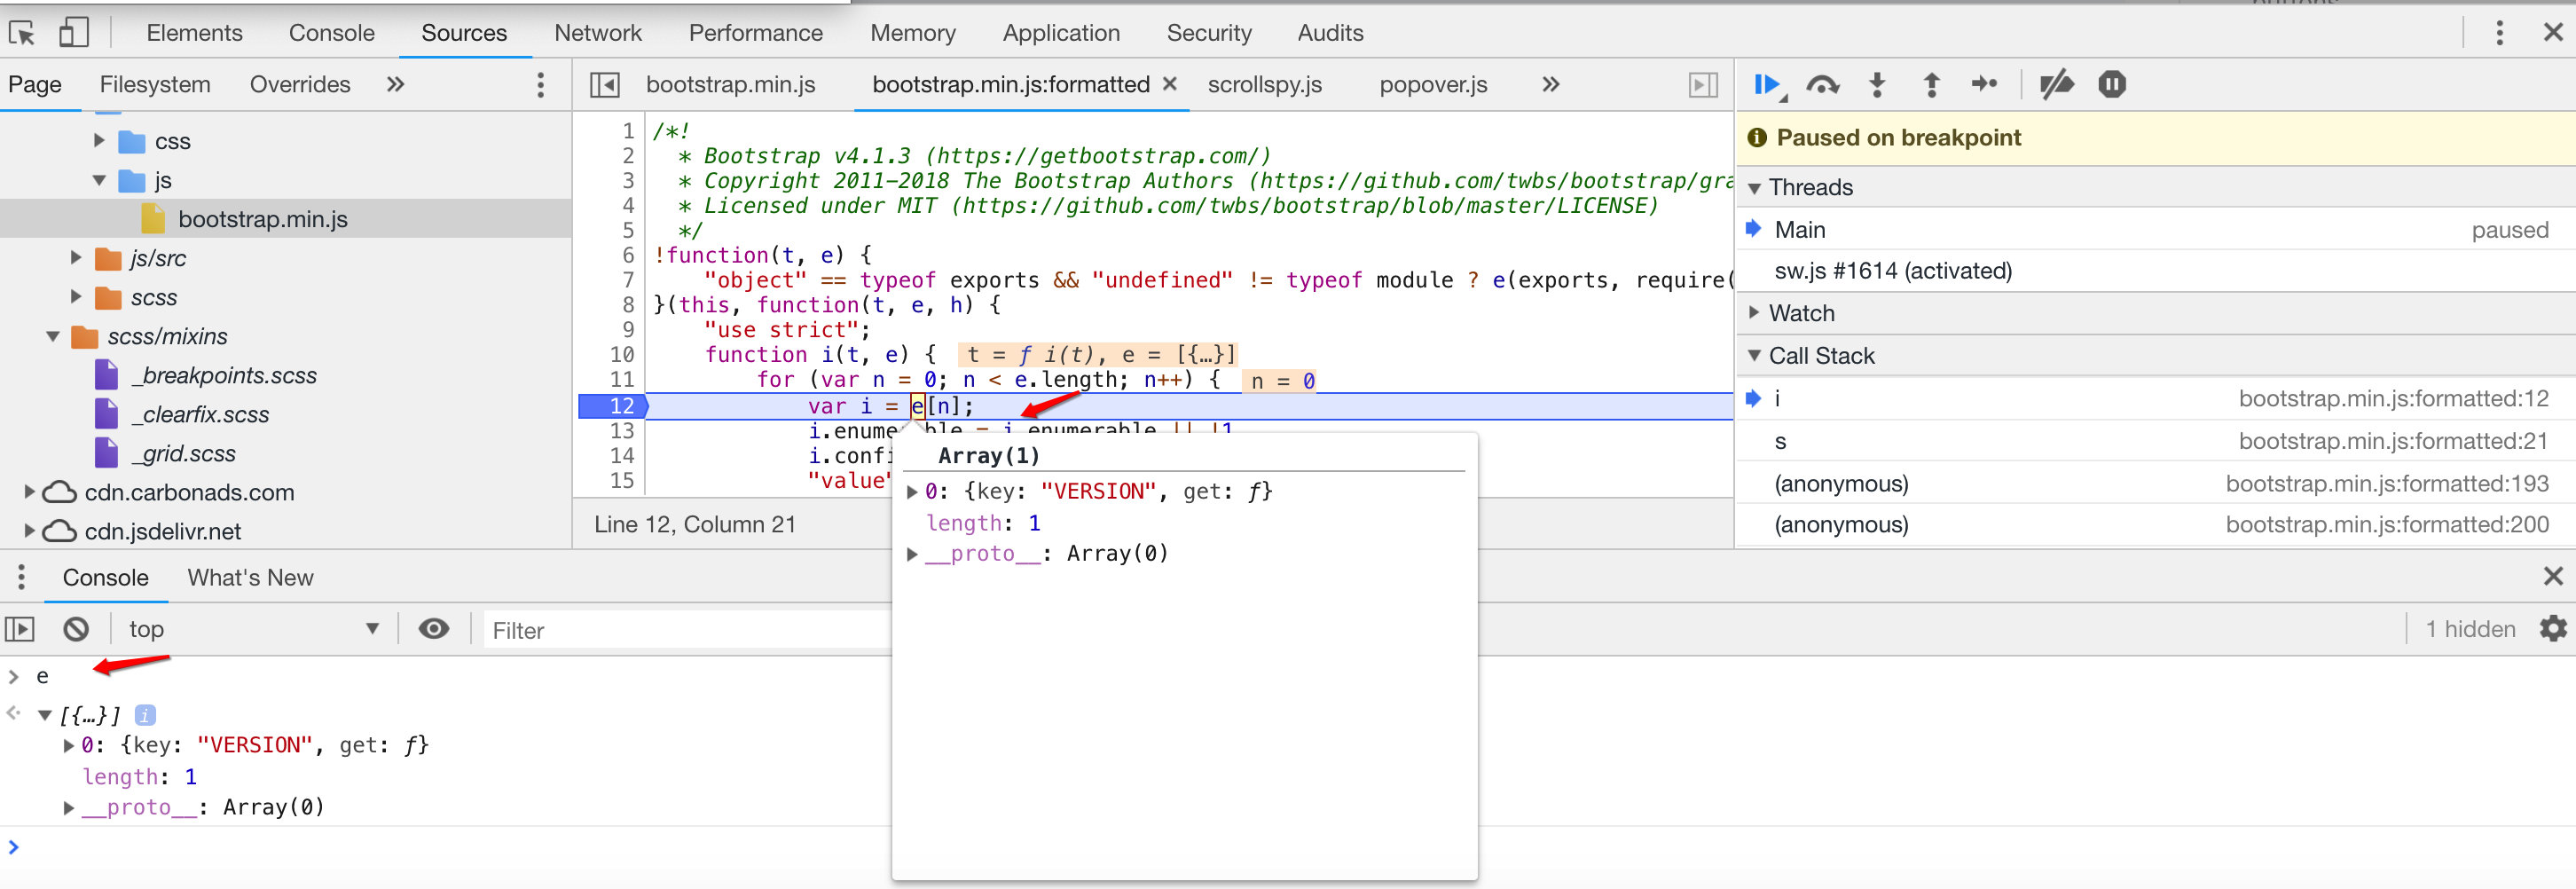 Elements Console Sources Network Performance Memory Application Security Audits
Page Filesystem Overrides »
bootstrap.min.js bootstrap.min.js:formatted × scrollspy.js popover.js »
css
js
bootstrap.min.js
js/src
scss
scss/mixins
_breakpoints.scss
_clearfix.scss
_grid.scss
cdn.carbonads.com
cdn.jsdelivr.net
1 /*!
2 * Bootstrap v4.1.3 (https://getbootstrap.com/)
3 * Copyright 2011–2018 The Bootstrap Authors (https://github.com/twbs/bootstrap/gra
4 * Licensed under MIT (https://github.com/twbs/bootstrap/blob/master/LICENSE)
5 */
6 !function(t, e) {
7 "object" == typeof exports && "undefined" != typeof module ? e(exports, require(
8 }(this, function(t, e, h) {
9 "use strict";
10 function i(t, e) { t = ƒ i(t), e = [{…}]
11 for (var n = 0; n < e.length; n++) { n = 0
12 var i = e[n];
13 i.enumerable = i.enumerable || !1
14 i.confi
15 "value"
Line 12, Column 21
Array(1)
0: {key: "VERSION", get: ƒ}
length: 1
__proto__: Array(0)
Paused on breakpoint
Threads
Main paused
sw.js #1614 (activated)
Watch
Call Stack
i bootstrap.min.js:formatted:12
s bootstrap.min.js:formatted:21
(anonymous) bootstrap.min.js:formatted:193
(anonymous) bootstrap.min.js:formatted:200
Console What's New
top Filter 1 hidden
> e
[{…}] i
0: {key: "VERSION", get: ƒ}
length: 1
__proto__: Array(0)
>